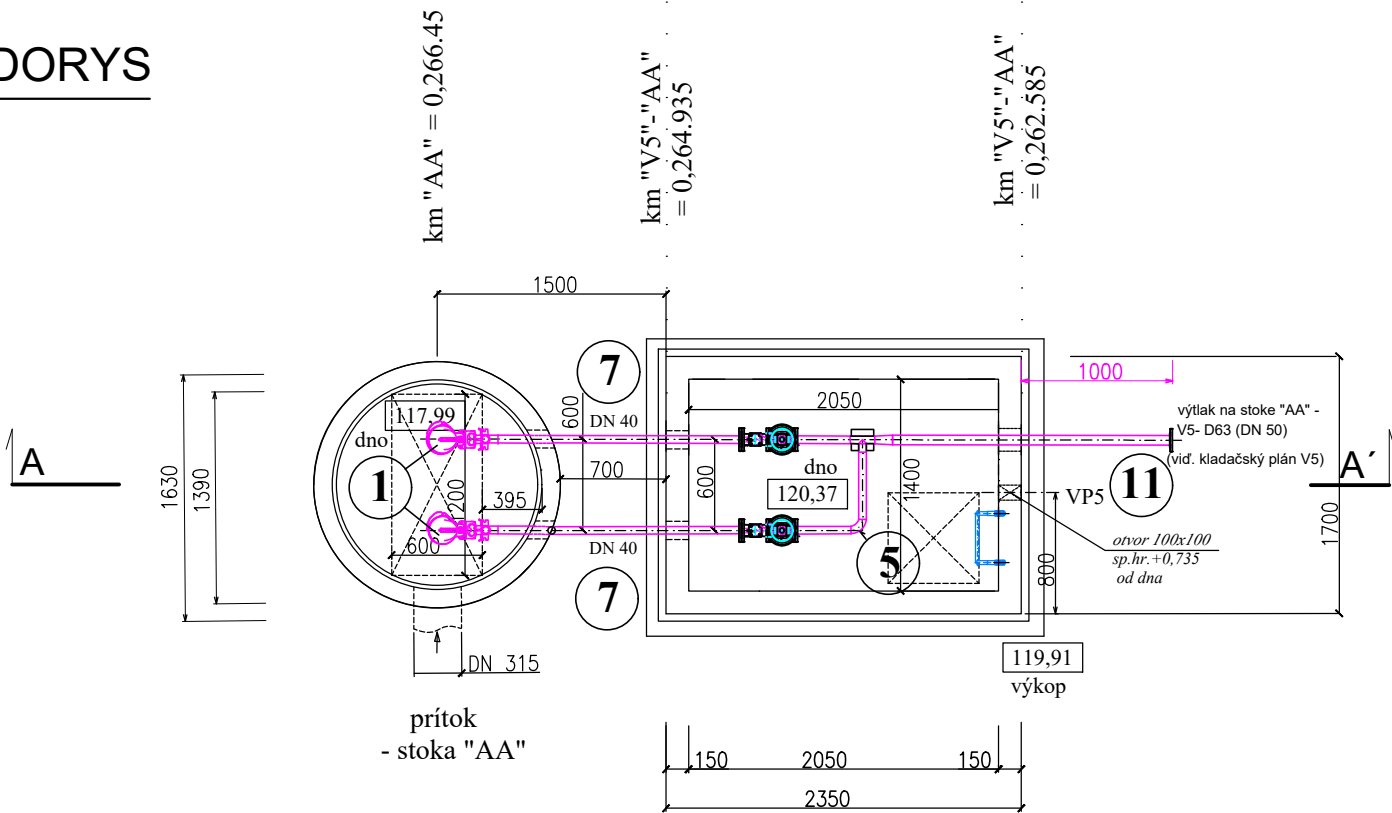 DORYS
km "AA" = 0,266.45
km "V5"-"AA"
= 0,264.935
km "V5"-"AA"
= 0,262.585
1500
7
DN 40
600
1000
2050
117,99
dno
výtlak na stoke "AA" -
V5- D63 (DN 50)
(viď. kladačský plán V5)
A
A´
1630
1390
1
1200
395
700
600
dno
120,37
1400
VP5
11
1700
600
DN 40
7
5
800
otvor 100x100
sp.hr.+0,735
od dna
DN 315
119,91
výkop
prítok
- stoka "AA"
150
2050
150
2350